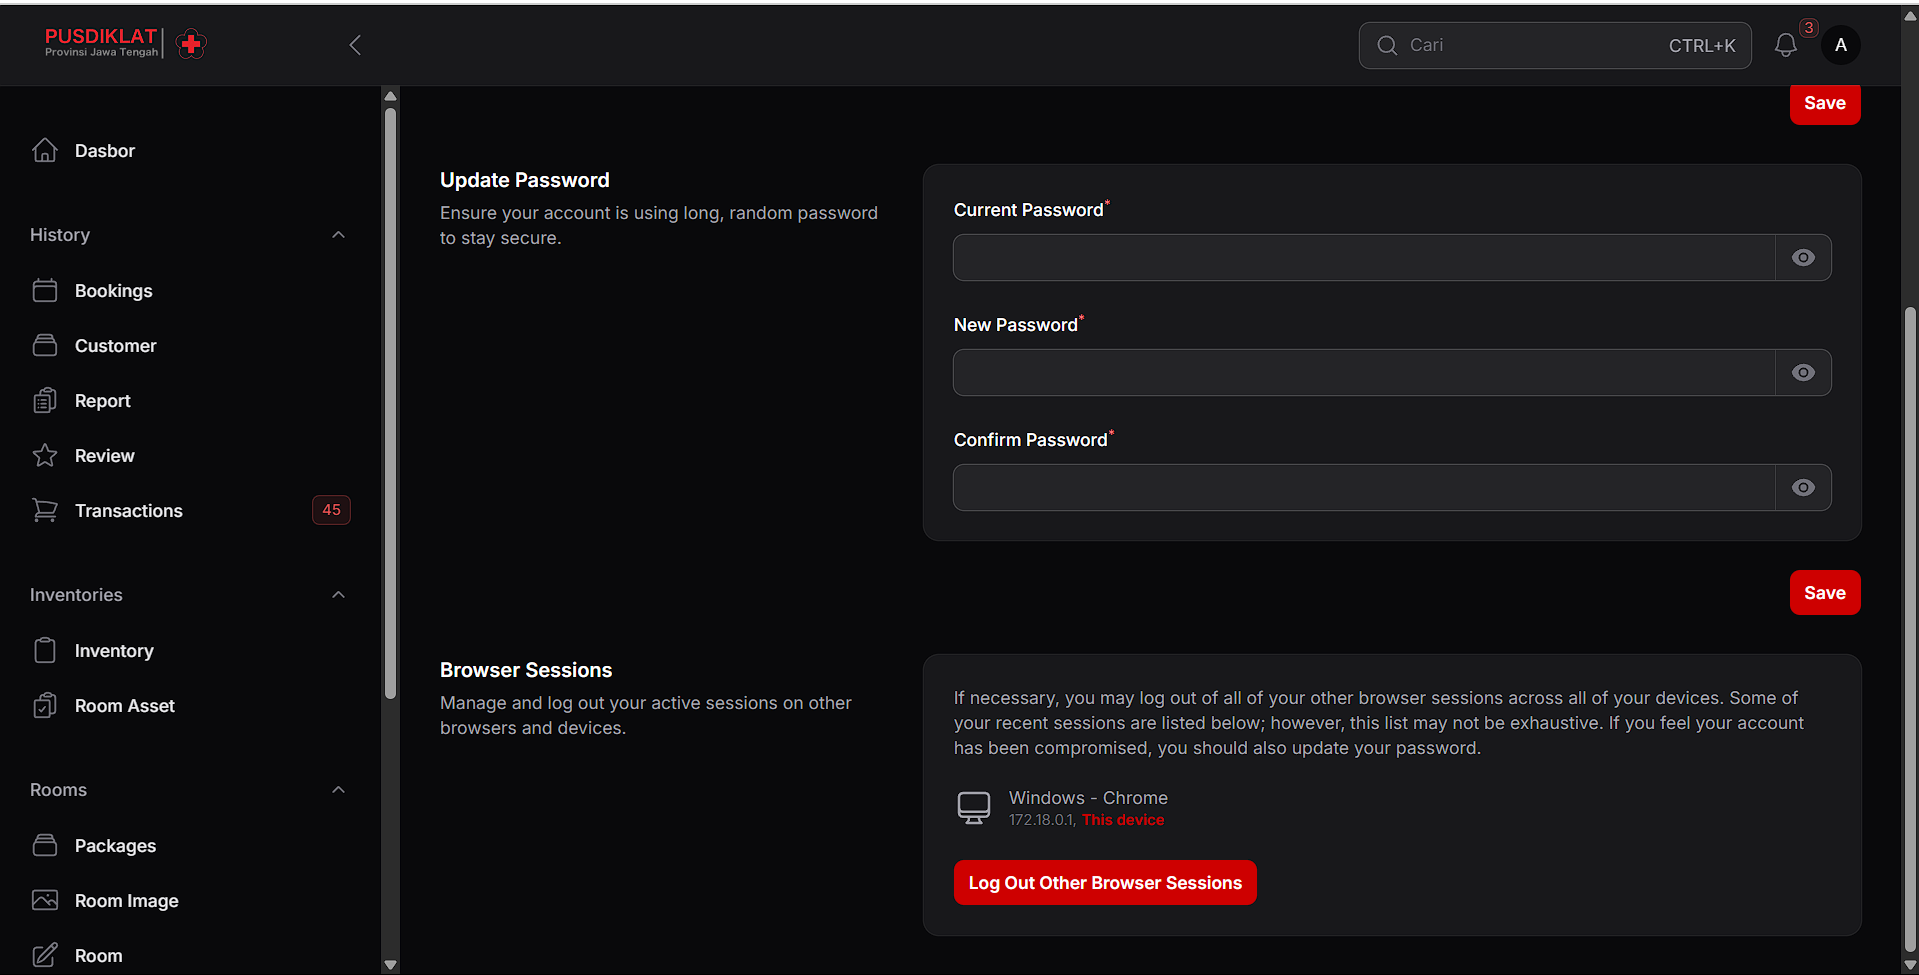 PUSDIKLAT
Provinsi Jawa Tengah
Cari
CTRL+K
3
A
Dasbor
History
Bookings
Customer
Report
Review
Transactions
45
Inventories
Inventory
Room Asset
Rooms
Packages
Room Image
Room
Save
Update Password
Ensure your account is using long, random password
to stay secure.
Current Password*
New Password*
Confirm Password*
Save
Browser Sessions
Manage and log out your active sessions on other
browsers and devices.
If necessary, you may log out of all of your other browser sessions across all of your devices. Some of
your recent sessions are listed below; however, this list may not be exhaustive. If you feel your account
has been compromised, you should also update your password.
Windows - Chrome
172.18.0.1, This device
Log Out Other Browser Sessions